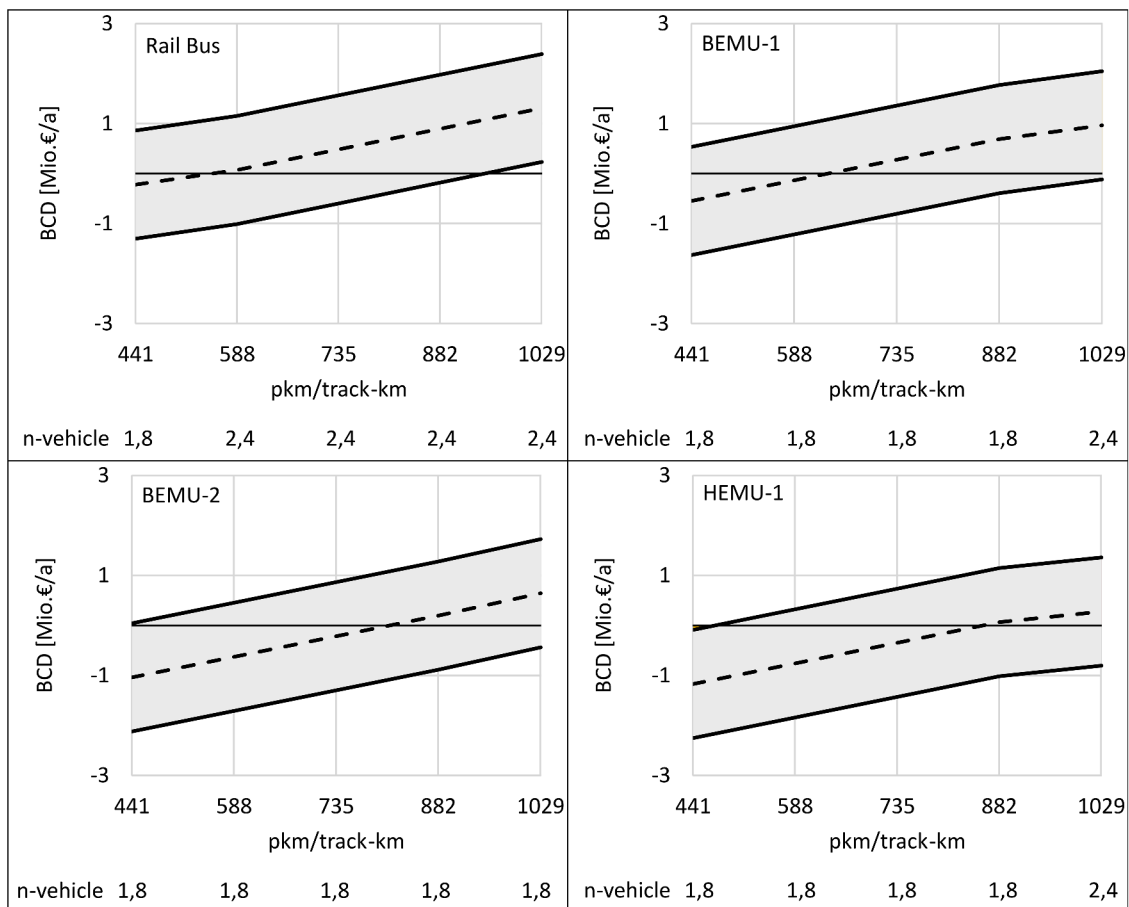 Rail Bus
BCD [Mio.€/a]
3
1
-1
-3
441 588 735 882 1029
pkm/track-km
n-vehicle 1,8 2,4 2,4 2,4 2,4
BEMU-1
BCD [Mio.€/a]
3
1
-1
-3
441 588 735 882 1029
pkm/track-km
n-vehicle 1,8 1,8 1,8 1,8 2,4
BEMU-2
BCD [Mio.€/a]
3
1
-1
-3
441 588 735 882 1029
pkm/track-km
n-vehicle 1,8 1,8 1,8 1,8 1,8
HEMU-1
BCD [Mio.€/a]
3
1
-1
-3
441 588 735 882 1029
pkm/track-km
n-vehicle 1,8 1,8 1,8 1,8 2,4